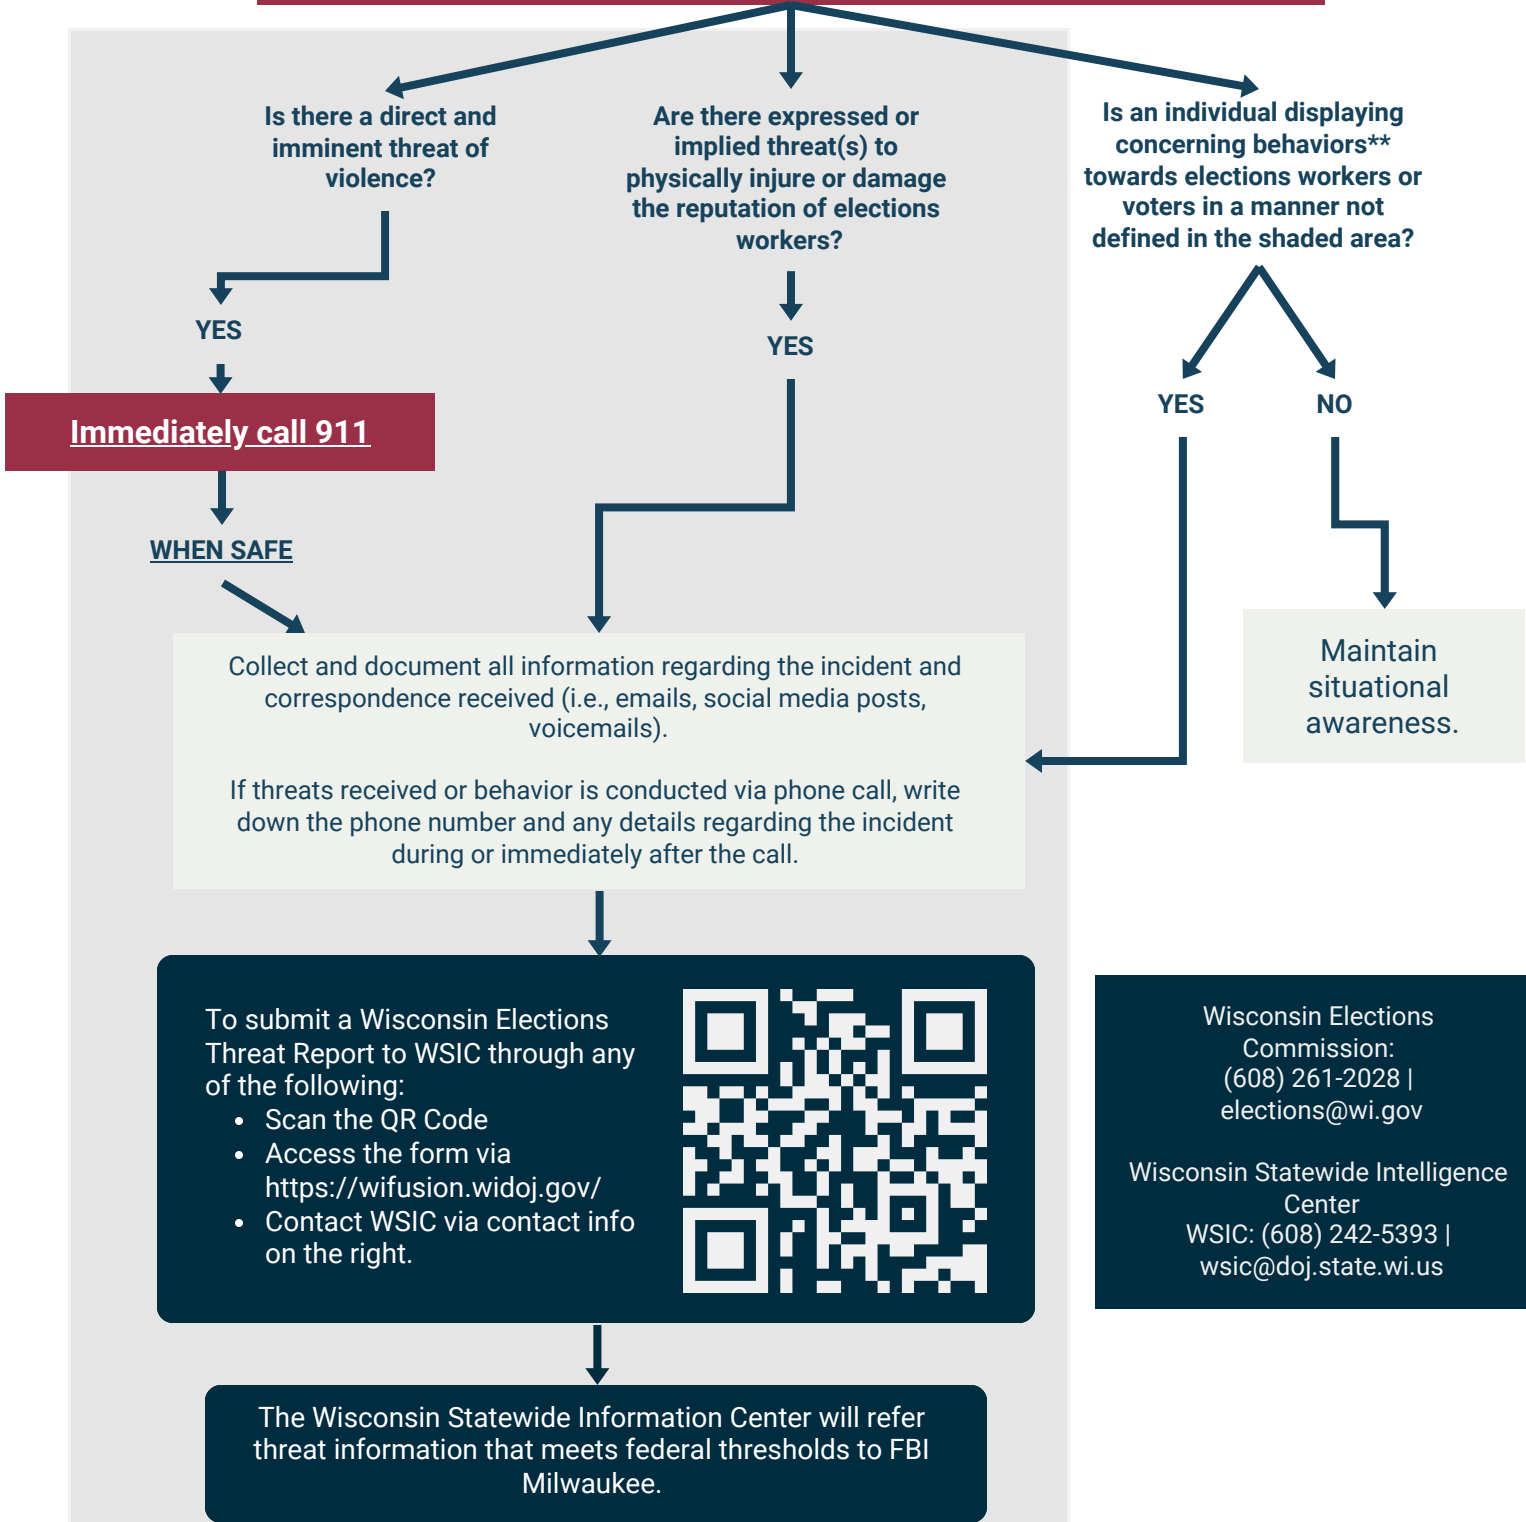 Is there a direct and
imminent threat of
violence?
Are there expressed or
implied threat(s) to
physically injure or damage
the reputation of elections
workers?
Is an individual displaying
concerning behaviors**
towards elections workers or
voters in a manner not
defined in the shaded area?
YES
YES
YES
NO
Immediately call 911
WHEN SAFE
Collect and document all information regarding the incident and
correspondence received (i.e., emails, social media posts,
voicemails).
If threats received or behavior is conducted via phone call, write
down the phone number and any details regarding the incident
during or immediately after the call.
Maintain
situational
awareness.
To submit a Wisconsin Elections
Threat Report to WSIC through any
of the following:
• Scan the QR Code
• Access the form via
https://wifusion.widoj.gov/
• Contact WSIC via contact info
on the right.
Wisconsin Elections
Commission:
(608) 261-2028 |
elections@wi.gov
Wisconsin Statewide Intelligence
Center
WSIC: (608) 242-5393 |
wsic@doj.state.wi.us
The Wisconsin Statewide Information Center will refer
threat information that meets federal thresholds to FBI
Milwaukee.